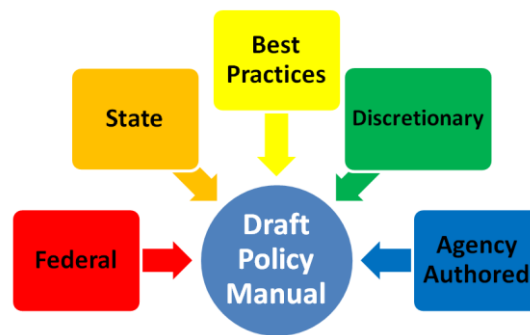 Best
Practices
State
Discretionary
Federal
Draft
Policy
Manual
Agency
Authored